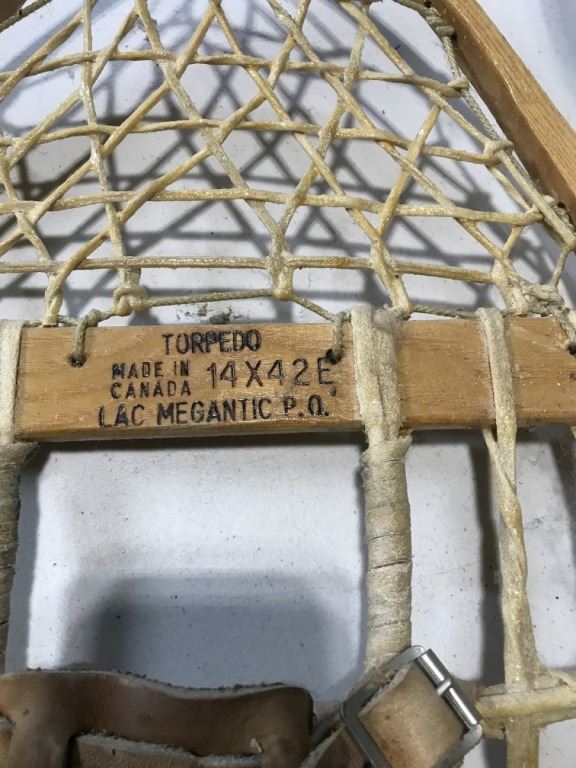 TORPEDO
MADE IN
CANADA 14X42E
LAC MEGANTIC P.Q.